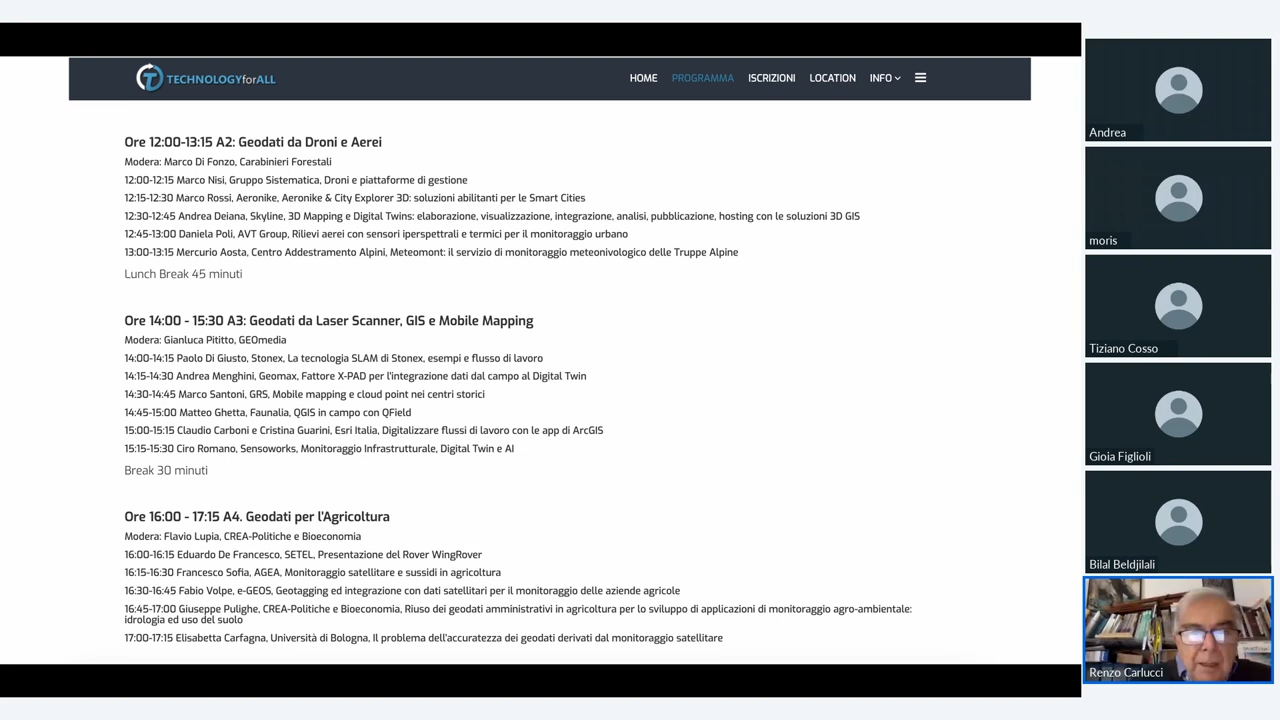 TECHNOLOGYforALL
HOME PROGRAMMA ISCRIZIONI LOCATION INFO
Ore 12:00-13:15 A2: Geodati da Droni e Aerei
Modera: Marco Di Fonzo, Carabinieri Forestali
12:00-12:15 Marco Nisi, Gruppo Sistematica, Droni e piattaforme di gestione
12:15-12:30 Marco Rossi, Aeronike, Aeronike & City Explorer 3D: soluzioni abilitanti per le Smart Cities
12:30-12:45 Andrea Deiana, Skyline, 3D Mapping e Digital Twins: elaborazione, visualizzazione, integrazione, analisi, pubblicazione, hosting con le soluzioni 3D GIS
12:45-13:00 Daniela Poli, AVT Group, Rilievi aerei con sensori iperspettrali e termici per il monitoraggio urbano
13:00-13:15 Mercurio Aosta, Centro Addestramento Alpini, Meteomont: il servizio di monitoraggio meteonivologico delle Truppe Alpine
Lunch Break 45 minuti
Ore 14:00 - 15:30 A3: Geodati da Laser Scanner, GIS e Mobile Mapping
Modera: Gianluca Pititto, GEOmedia
14:00-14:15 Paolo Di Giusto, Stonex, La tecnologia SLAM di Stonex, esempi e flusso di lavoro
14:15-14:30 Andrea Menghini, Geomax, Fattore X-PAD per l'integrazione dati dal campo al Digital Twin
14:30-14:45 Marco Santoni, GRS, Mobile mapping e cloud point nei centri storici
14:45-15:00 Matteo Ghetta, Faunalia, QGIS in campo con QField
15:00-15:15 Claudio Carboni e Cristina Guarini, Esri Italia, Digitalizzare flussi di lavoro con le app di ArcGIS
15:15-15:30 Ciro Romano, Sensoworks, Monitoraggio Infrastrutturale, Digital Twin e AI
Break 30 minuti
Ore 16:00 - 17:15 A4. Geodati per l'Agricoltura
Modera: Flavio Lupia, CREA-Politiche e Bioeconomia
16:00-16:15 Eduardo De Francesco, SETEL, Presentazione del Rover WingRover
16:15-16:30 Francesco Sofia, AGEA, Monitoraggio satellitare e sussidi in agricoltura
16:30-16:45 Fabio Volpe, e-GEOS, Geotagging ed integrazione con dati satellitari per il monitoraggio delle aziende agricole
16:45-17:00 Giuseppe Pulighe, CREA-Politiche e Bioeconomia, Riuso dei geodati amministrativi in agricoltura per lo sviluppo di applicazioni di monitoraggio agro-ambientale:
idrologia ed uso del suolo
17:00-17:15 Elisabetta Carfagna, Università di Bologna, Il problema dell'accuratezza dei geodati derivati dal monitoraggio satellitare
Andrea
moris
Tiziano Cosso
Gioia Figlioli
Bilal Beldjilali
Renzo Carlucci